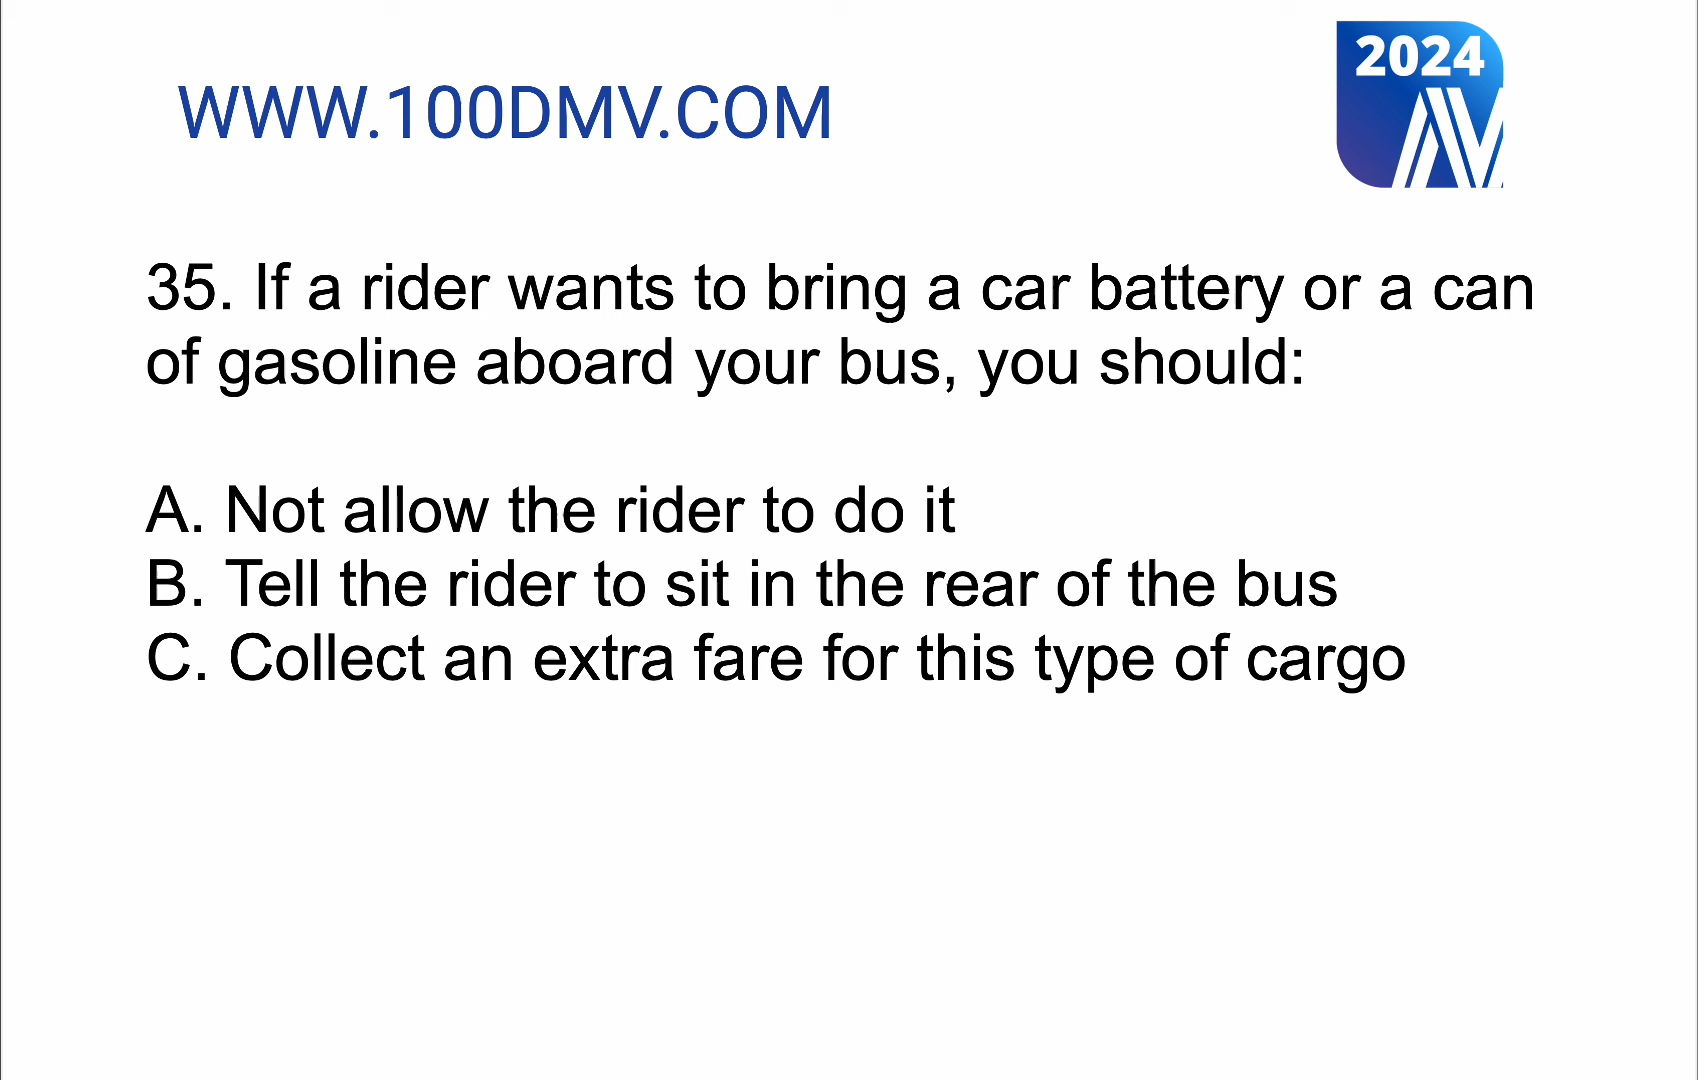 WWW.100DMV.COM
2024
35. If a rider wants to bring a car battery or a can
of gasoline aboard your bus, you should:
A. Not allow the rider to do it
B. Tell the rider to sit in the rear of the bus
C. Collect an extra fare for this type of cargo